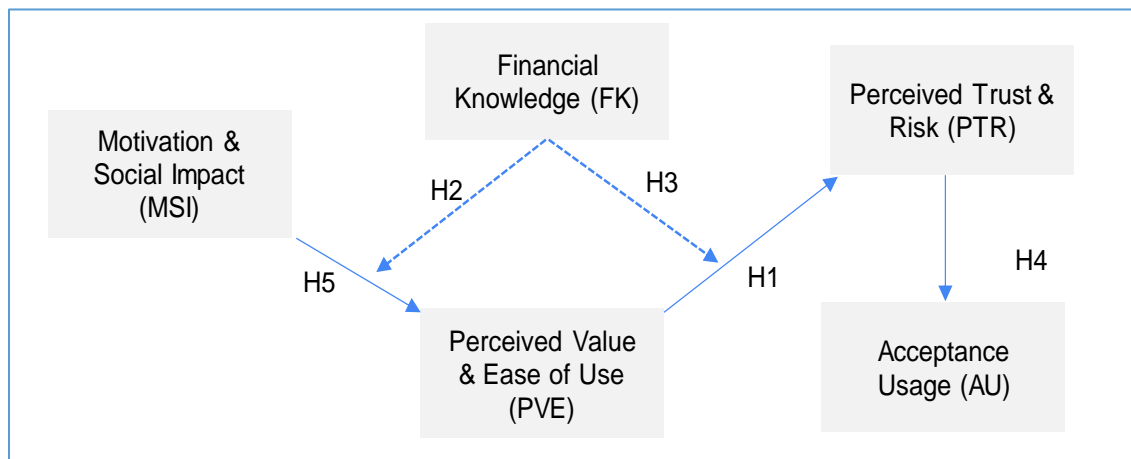 Financial
Knowledge (FK)
Perceived Trust &
Risk (PTR)
Motivation &
Social Impact
(MSI)
H2
H3
H5
H1
H4
Perceived Value
& Ease of Use
(PVE)
Acceptance
Usage (AU)